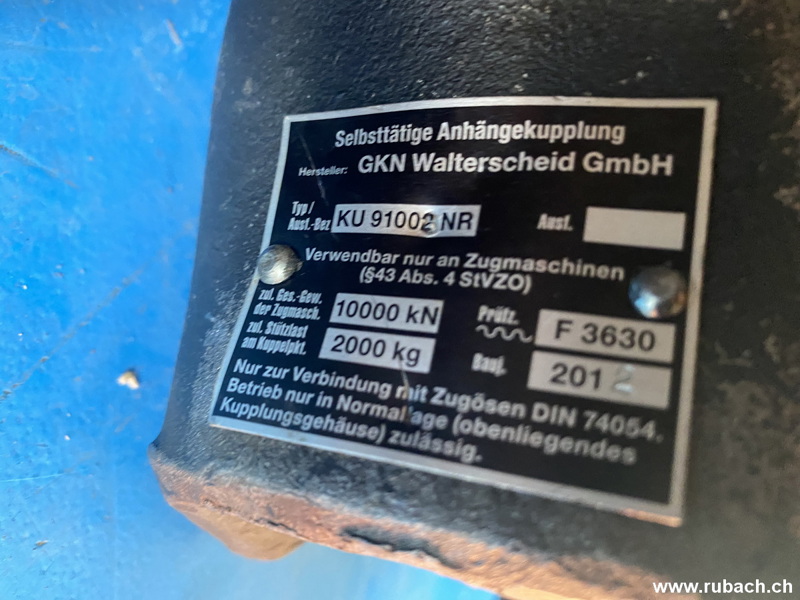 Selbsttätige Anhängekupplung
Hersteller: GKN Walterscheid GmbH
Typ/
Ausf.-Bez KU 91002 NR Ausf.
Verwendbar nur an Zugmaschinen
(§43 Abs. 4 StVZO)
zul. Ges.-Gew.
der Zugmasch. 10000 kN Prüfz. F 3630
zul. Stützlast
am Kuppelpkt. 2000 kg Bauj. 2012
Nur zur Verbindung mit Zugösen DIN 74054.
Betrieb nur in Normallage (obenliegendes
Kupplungsgehäuse) zulässig.
www.rubach.ch